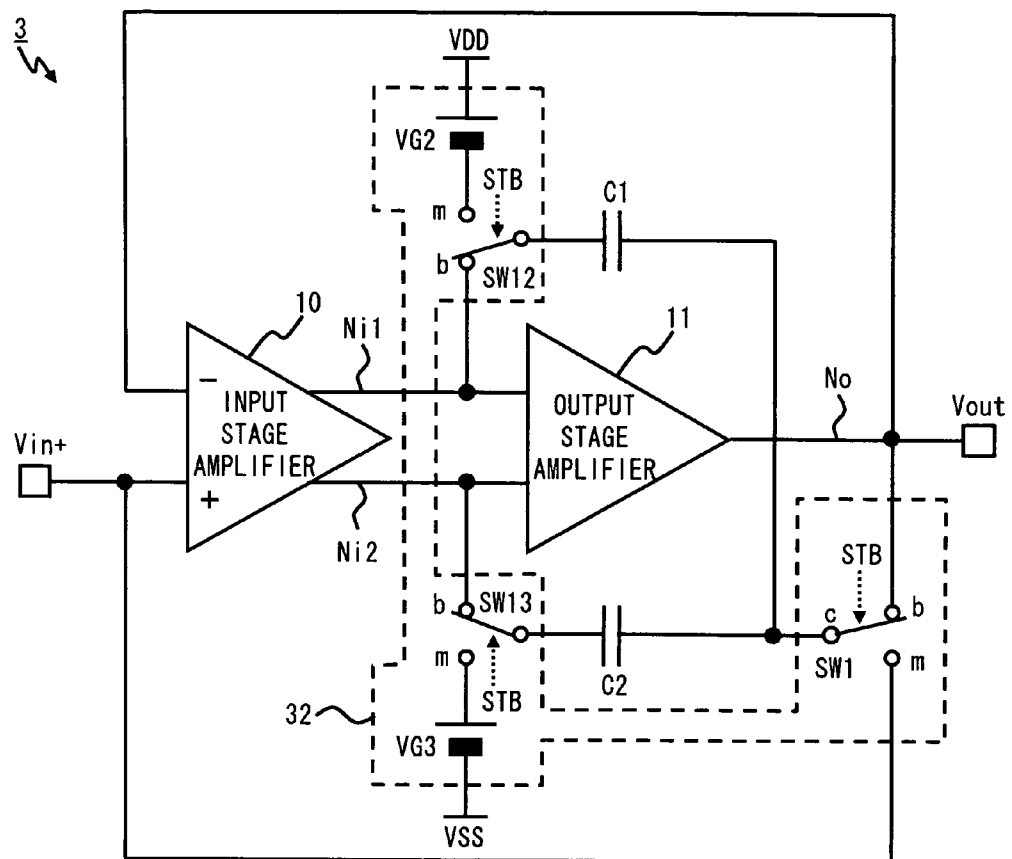 3
VDD
VG2
STB
C1
m
b
SW12
10
Ni1
11
−
INPUT
STAGE
AMPLIFIER
+
OUTPUT
STAGE
AMPLIFIER
No
Vout
Vin+
Ni2
STB
b
SW13
c
b
m
STB
C2
SW1
m
32
VG3
VSS